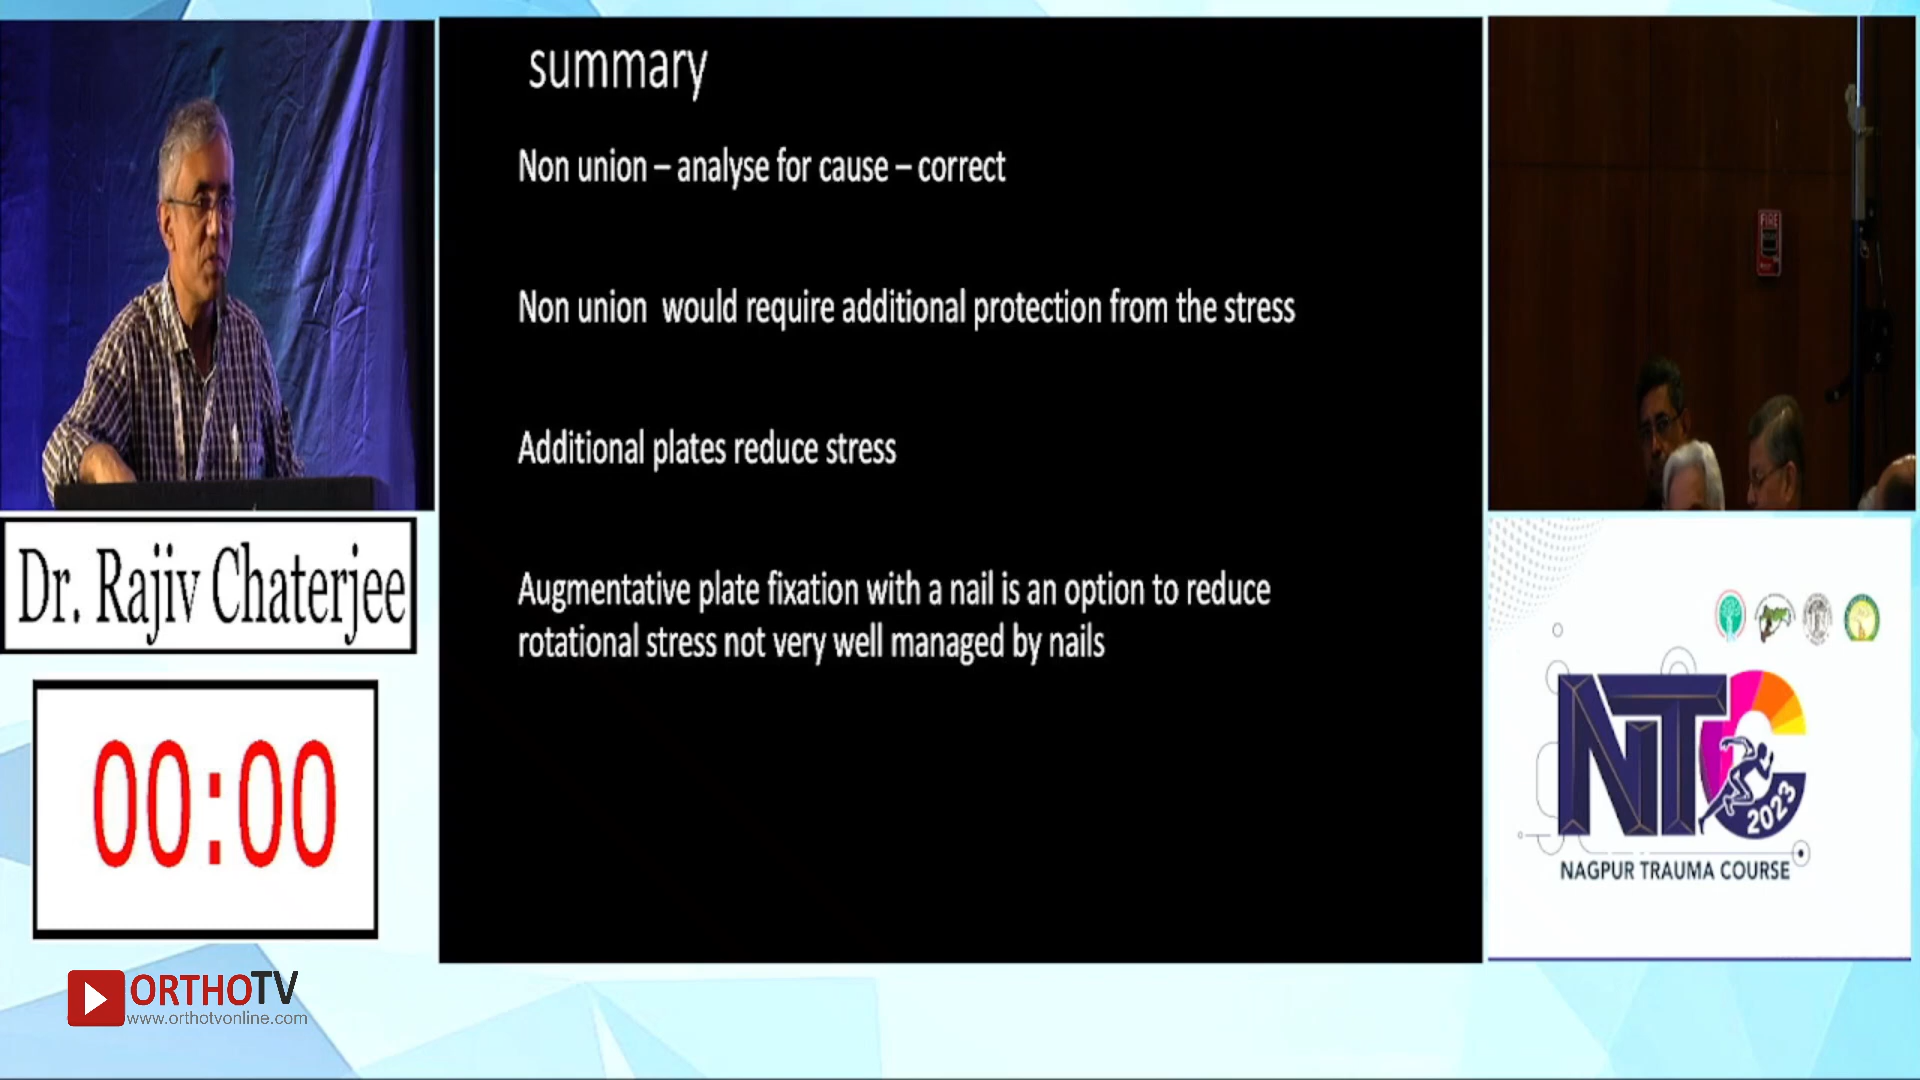 summary
Non union – analyse for cause – correct
Non union would require additional protection from the stress
Additional plates reduce stress
Augmentative plate fixation with a nail is an option to reduce
rotational stress not very well managed by nails
FIRE
Dr. Rajiv Chaterjee
00:00
NTC
2023
NAGPUR TRAUMA COURSE
ORTHOTV
www.orthotvonline.com